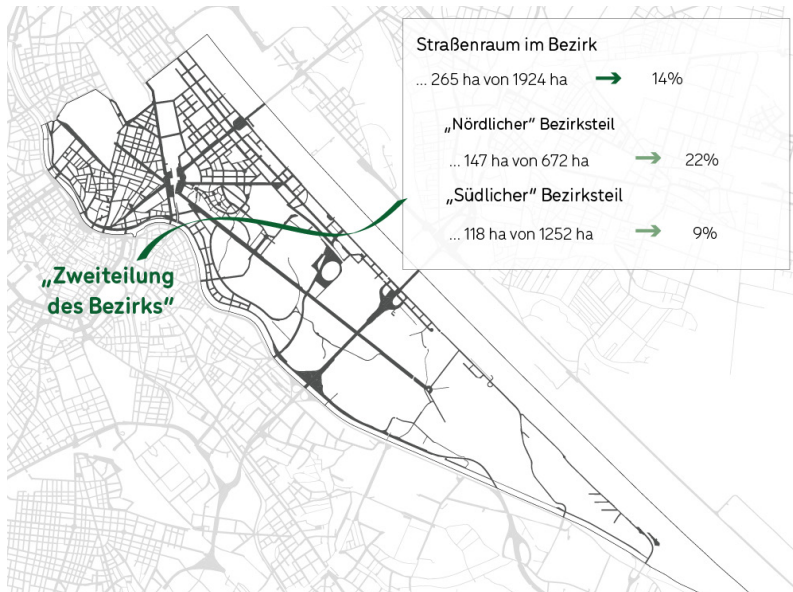 Straßenraum im Bezirk
... 265 ha von 1924 ha → 14%
„Nördlicher" Bezirksteil
... 147 ha von 672 ha → 22%
„Südlicher" Bezirksteil
... 118 ha von 1252 ha → 9%
„Zweiteilung
des Bezirks"